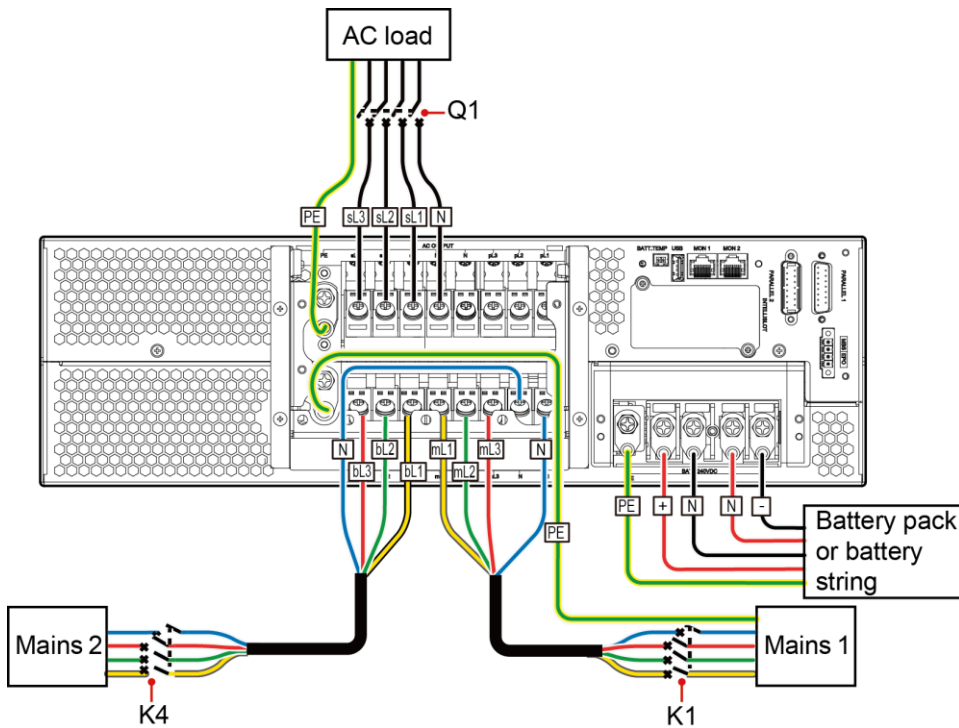 AC load
Q1
PE
sL3
sL2
sL1
N
AC OUTPUT
PE
N
pL3
pL2
pL1
BATT.TEMP
USB
MON 1
MON 2
PARALLEL 2
PARALLEL 1
INTELLISLOT
N
bL3
bL2
bL1
mL1
mL2
mL3
N
N
PE
PE
+
N
N
-
Battery pack
or battery
string
Mains 2
Mains 1
K4
K1